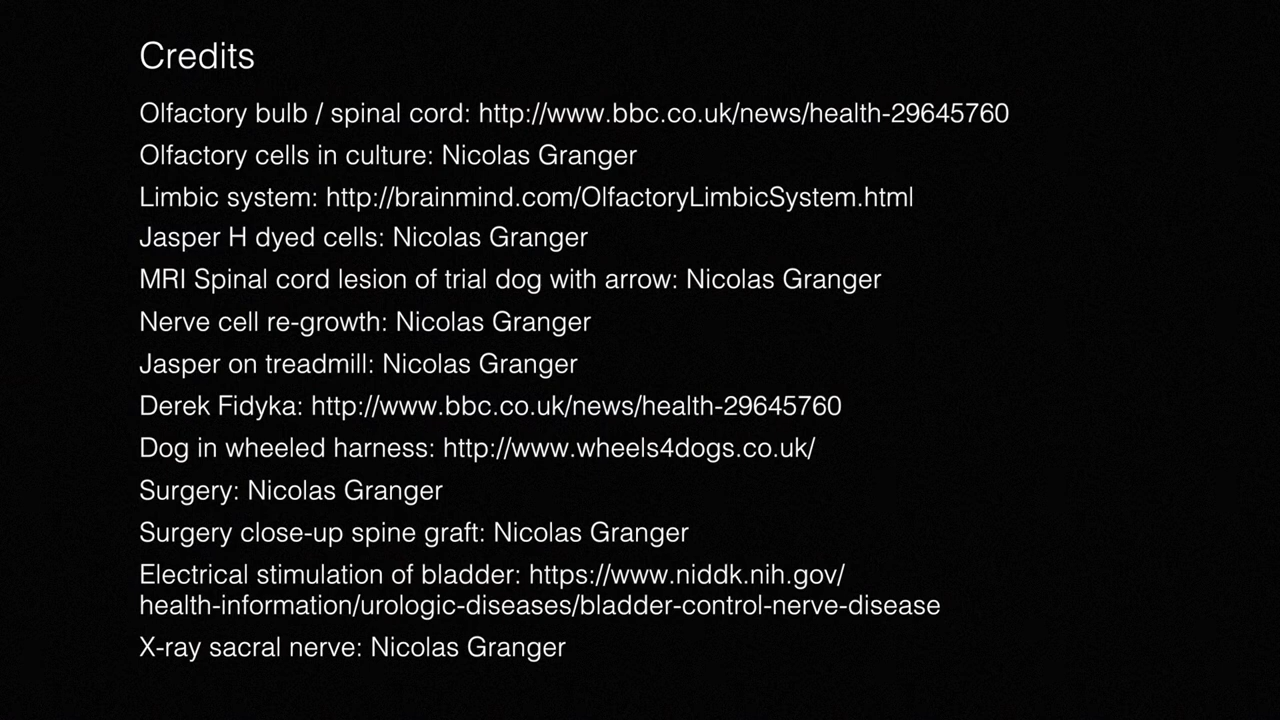 Credits
Olfactory bulb / spinal cord: http://www.bbc.co.uk/news/health-29645760
Olfactory cells in culture: Nicolas Granger
Limbic system: http://brainmind.com/OlfactoryLimbicSystem.html
Jasper H dyed cells: Nicolas Granger
MRI Spinal cord lesion of trial dog with arrow: Nicolas Granger
Nerve cell re-growth: Nicolas Granger
Jasper on treadmill: Nicolas Granger
Derek Fidyka: http://www.bbc.co.uk/news/health-29645760
Dog in wheeled harness: http://www.wheels4dogs.co.uk/
Surgery: Nicolas Granger
Surgery close-up spine graft: Nicolas Granger
Electrical stimulation of bladder: https://www.niddk.nih.gov/
health-information/urologic-diseases/bladder-control-nerve-disease
X-ray sacral nerve: Nicolas Granger